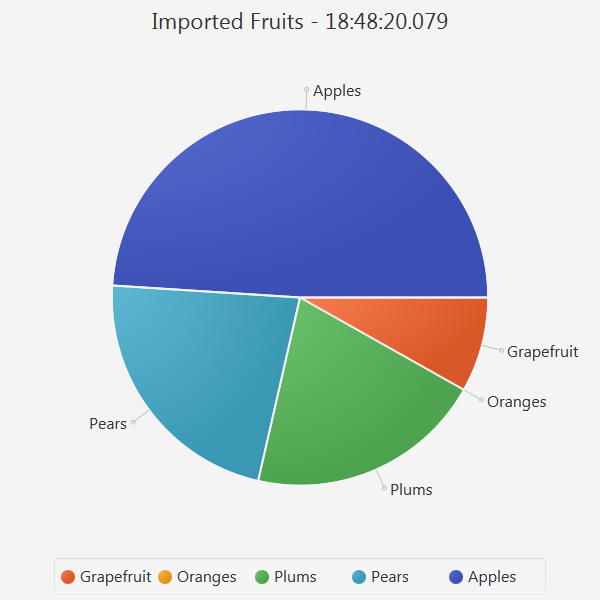 Imported Fruits - 18:48:20.079
Apples
Grapefruit
Oranges
Pears
Plums
Grapefruit Oranges Plums Pears Apples